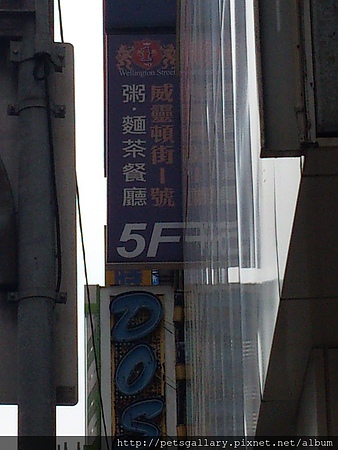 Wellington Street
威靈頓街1號
粥·麵茶餐廳
5F
DOS
http://petsgallary.pixnet.net/album